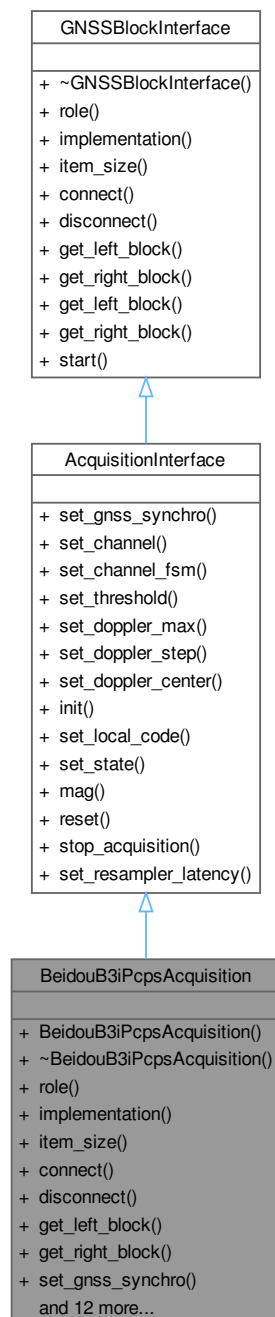 GNSSBlockInterface
+ ~GNSSBlockInterface()
+ role()
+ implementation()
+ item_size()
+ connect()
+ disconnect()
+ get_left_block()
+ get_right_block()
+ get_left_block()
+ get_right_block()
+ start()
AcquisitionInterface
+ set_gnss_synchro()
+ set_channel()
+ set_channel_fsm()
+ set_threshold()
+ set_doppler_max()
+ set_doppler_step()
+ set_doppler_center()
+ init()
+ set_local_code()
+ set_state()
+ mag()
+ reset()
+ stop_acquisition()
+ set_resampler_latency()
BeidouB3iPcpsAcquisition
+ BeidouB3iPcpsAcquisition()
+ ~BeidouB3iPcpsAcquisition()
+ role()
+ implementation()
+ item_size()
+ connect()
+ disconnect()
+ get_left_block()
+ get_right_block()
+ set_gnss_synchro()
and 12 more...